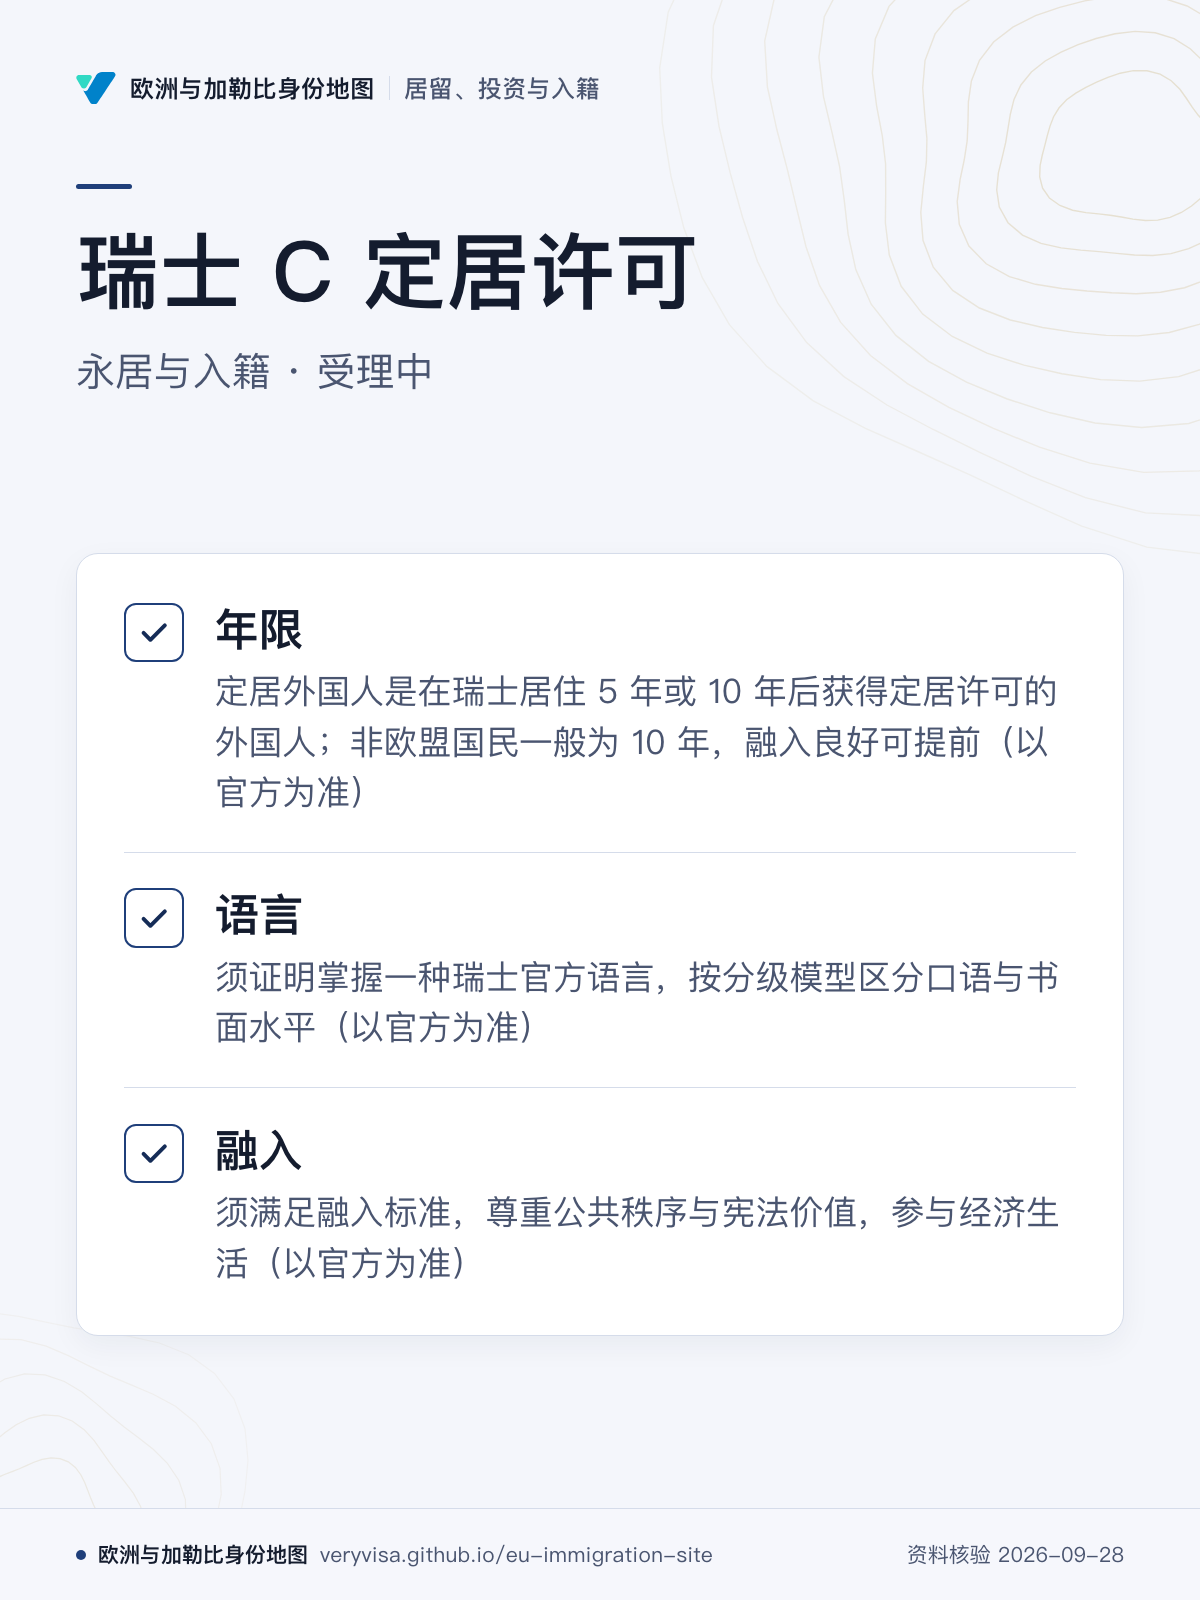 欧洲与加勒比身份地图 居留、投资与入籍
瑞士 C 定居许可
永居与入籍 · 受理中
年限
定居外国人是在瑞士居住 5 年或 10 年后获得定居许可的
外国人；非欧盟国民一般为 10 年，融入良好可提前（以
官方为准）
语言
须证明掌握一种瑞士官方语言，按分级模型区分口语与书
面水平（以官方为准）
融入
须满足融入标准，尊重公共秩序与宪法价值，参与经济生
活（以官方为准）
欧洲与加勒比身份地图 veryvisa.github.io/eu-immigration-site 资料核验 2026-09-28